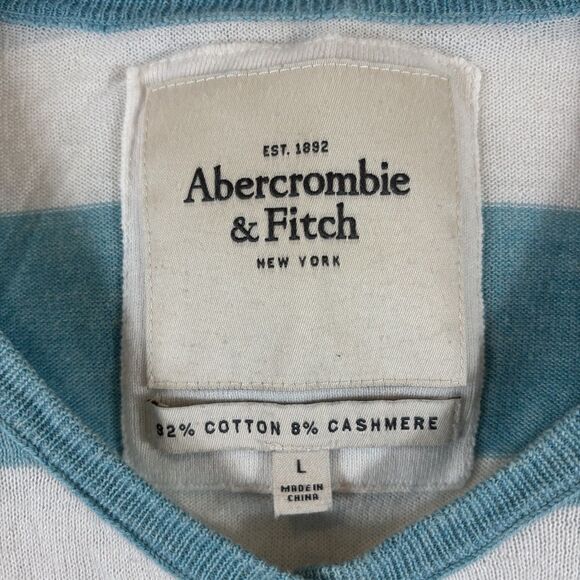 EST. 1892
Abercrombie
& Fitch
NEW YORK
92% COTTON 8% CASHMERE
L
MADE IN
CHINA